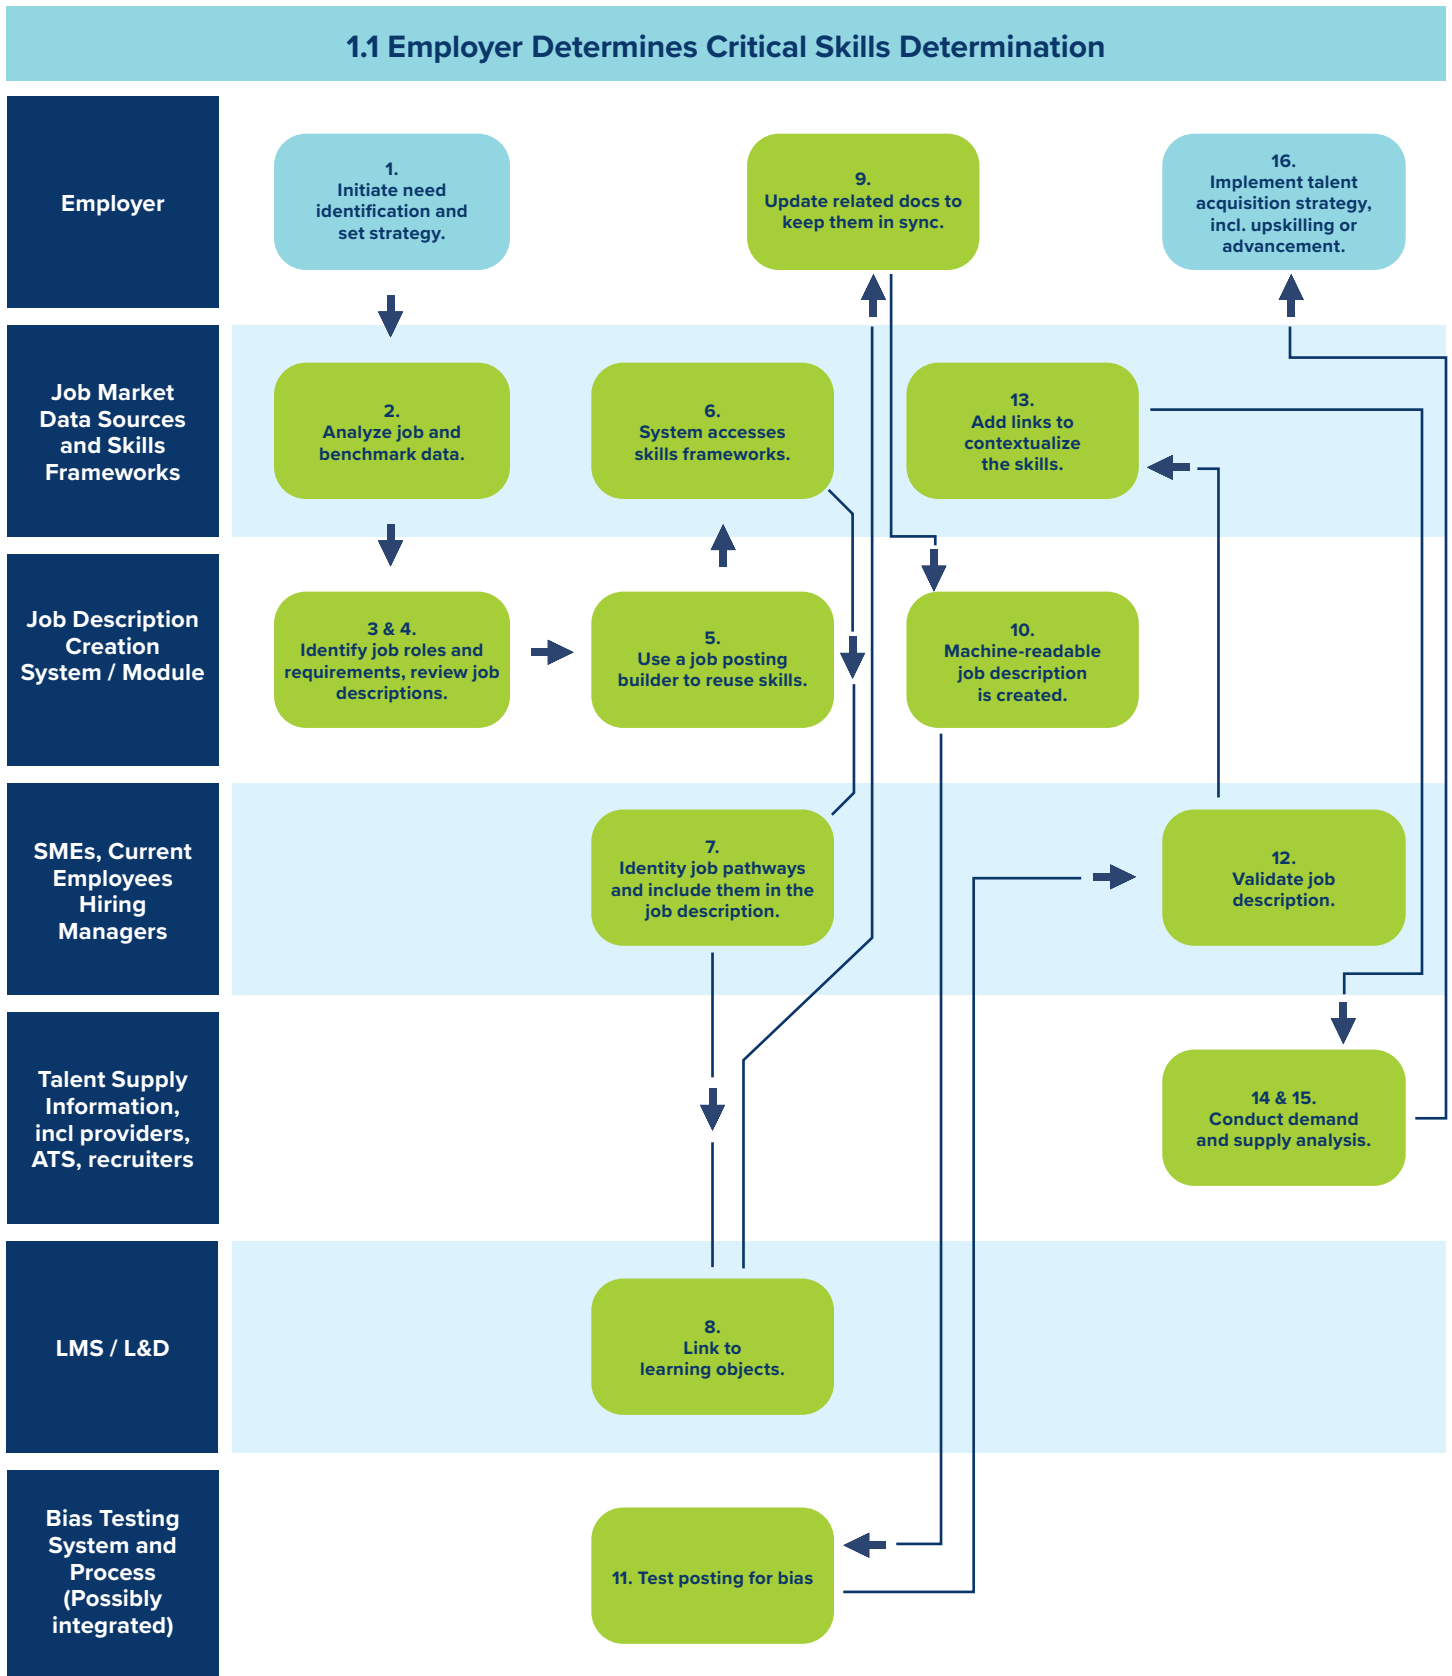 1.1 Employer Determines Critical Skills Determination
Employer
1.
Initiate need
identification and
set strategy.
9.
Update related docs to
keep them in sync.
16.
Implement talent
acquisition strategy,
incl. upskilling or
advancement.
Job Market
Data Sources
and Skills
Frameworks
2.
Analyze job and
benchmark data.
6.
System accesses
skills frameworks.
13.
Add links to
contextualize
the skills.
Job Description
Creation
System / Module
3 & 4.
Identify job roles and
requirements, review job
descriptions.
5.
Use a job posting
builder to reuse skills.
10.
Machine-readable
job description
is created.
SMEs, Current
Employees
Hiring
Managers
7.
Identity job pathways
and include them in the
job description.
12.
Validate job
description.
Talent Supply
Information,
incl providers,
ATS, recruiters
14 & 15.
Conduct demand
and supply analysis.
LMS / L&D
8.
Link to
learning objects.
Bias Testing
System and
Process
(Possibly
integrated)
11. Test posting for bias